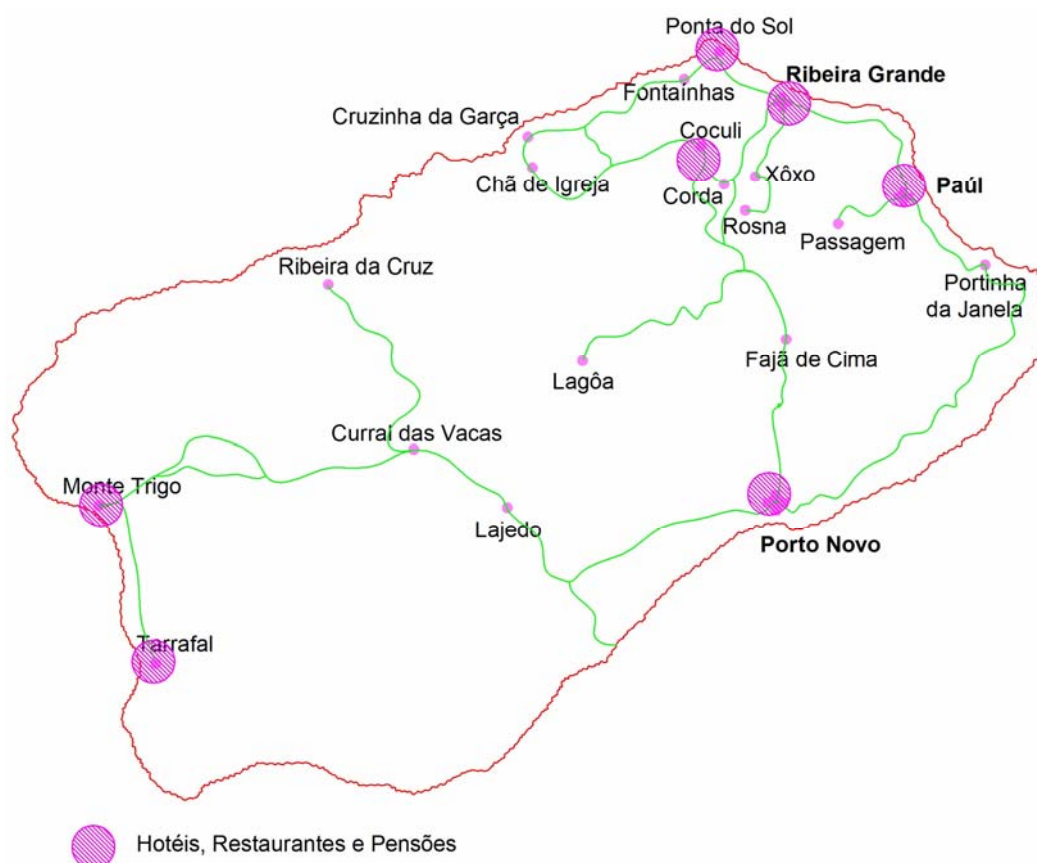 Ponta do Sol
Ribeira Grande
Fontaínhas
Cruzinha da Garça
Coculi
Chã de Igreja
Xôxo
Corda
Paúl
Rosna
Passagem
Ribeira da Cruz
Portinha
da Janela
Fajã de Cima
Lagôa
Curral das Vacas
Monte Trigo
Lajedo
Porto Novo
Tarrafal
Hotéis, Restaurantes e Pensões